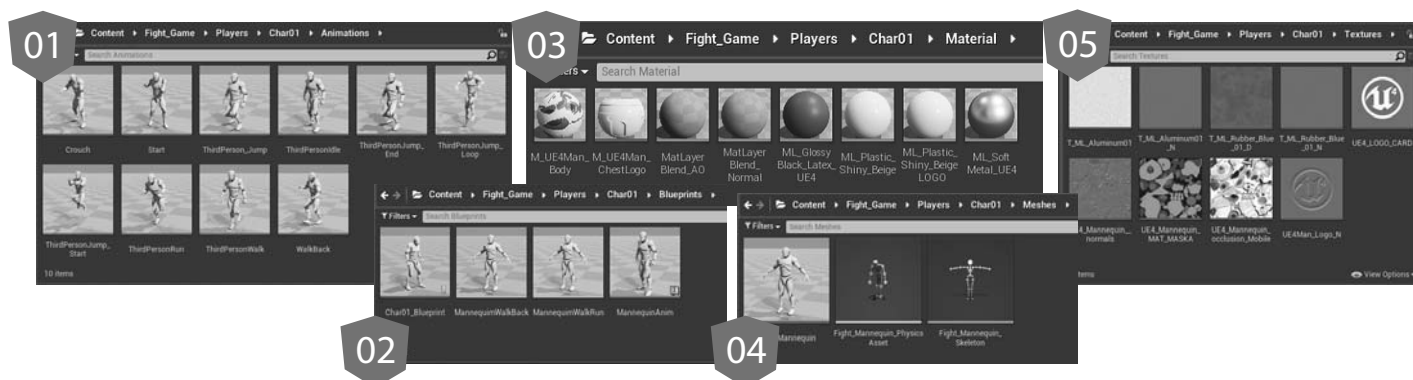 01
Content ▸ Fight_Game ▸ Players ▸ Char01 ▸ Animations ▸
Search Animations
Crouch
Start
ThirdPerson_Jump
ThirdPersonIdle
ThirdPersonJump_
End
ThirdPersonJump_
Loop
ThirdPersonJump_
Start
ThirdPersonRun
ThirdPersonWalk
WalkBack
10 items
02
Content ▸ Fight_Game ▸ Players ▸ Char01 ▸ Blueprints ▸
Filters
Search Blueprints
Char01_Blueprint
MannequimWalkBack
MannequimWalkRun
MannequinAnim
03
Content ▸ Fight_Game ▸ Players ▸ Char01 ▸ Material ▸
Search Material
M_UE4Man_
Body
M_UE4Man_
ChestLogo
MatLayer
Blend_AO
MatLayer
Blend_
Normal
ML_Glossy
Black_Latex_
UE4
ML_Plastic_
Shiny_Beige
ML_Plastic_
Shiny_Beige
LOGO
ML_Soft
Metal_UE4
04
Content ▸ Fight_Game ▸ Players ▸ Char01 ▸ Meshes ▸
Filters
Search Meshes
Mannequin
Fight_Mannequin_Physics
Asset
Fight_Mannequin_
Skeleton
05
Content ▸ Fight_Game ▸ Players ▸ Char01 ▸ Textures ▸
Search Textures
T_ML_Aluminum01
T_ML_Aluminum01
_N
T_ML_Rubber_Blue
_01_D
T_ML_Rubber_Blue
_01_N
UE4_LOGO_CARD
4_Mannequin_
normals
UE4_Mannequin_
MAT_MASKA
UE4_Mannequin_
occlusion_Mobile
UE4Man_Logo_N
View Options